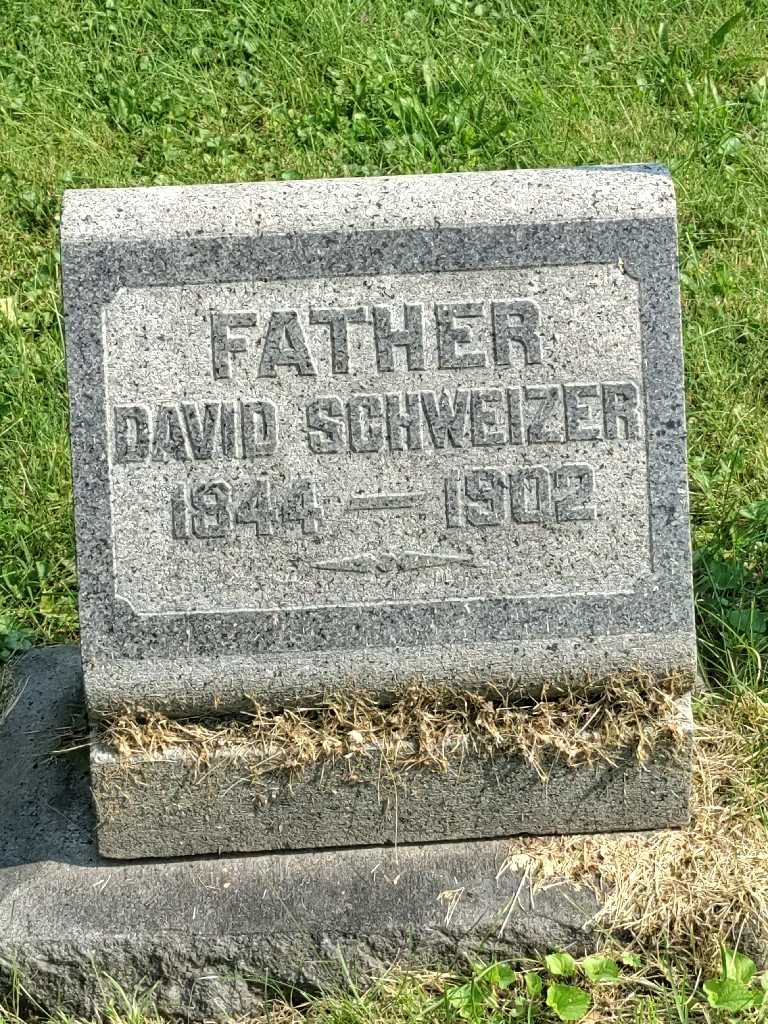 FATHER
DAVID SCHWEIZER
1844 — 1902